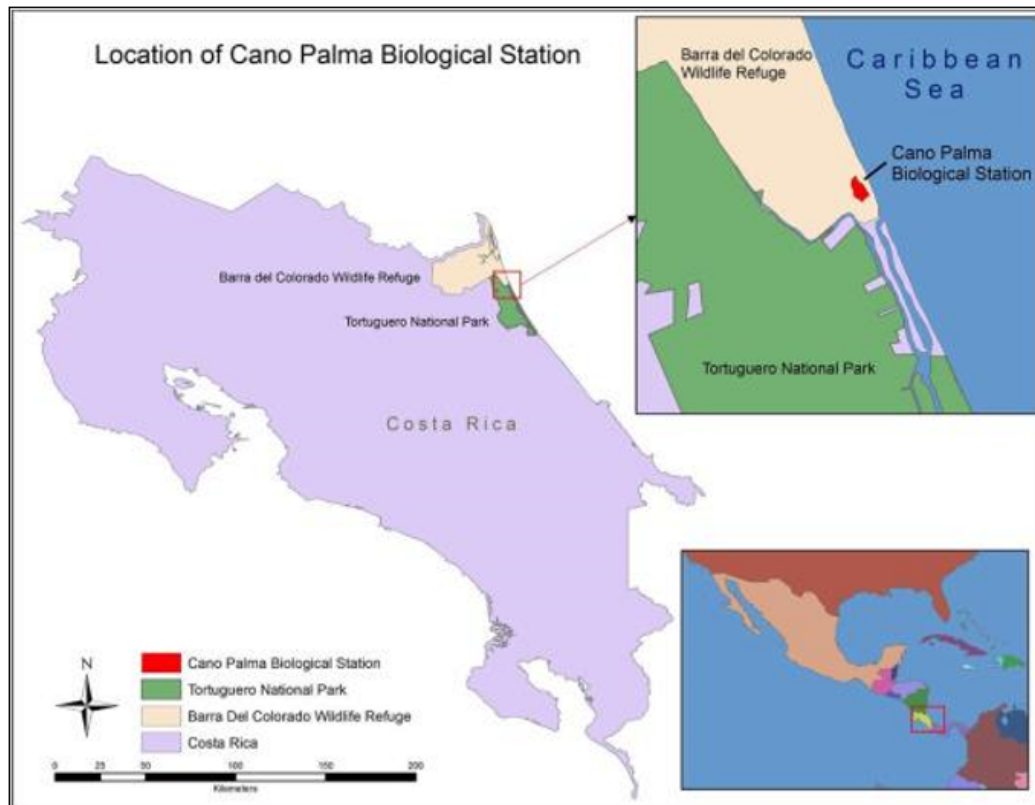 Location of Cano Palma Biological Station
Barra del Colorado
Wildlife Refuge
Caribbean
Sea
Cano Palma
Biological Station
Tortuguero National Park
Barra del Colorado Wildlife Refuge
Tortuguero National Park
Costa Rica
N
Cano Palma Biological Station
Tortuguero National Park
Barra Del Colorado Wildlife Refuge
Costa Rica
0 25 50 100 150 200
Kilometers